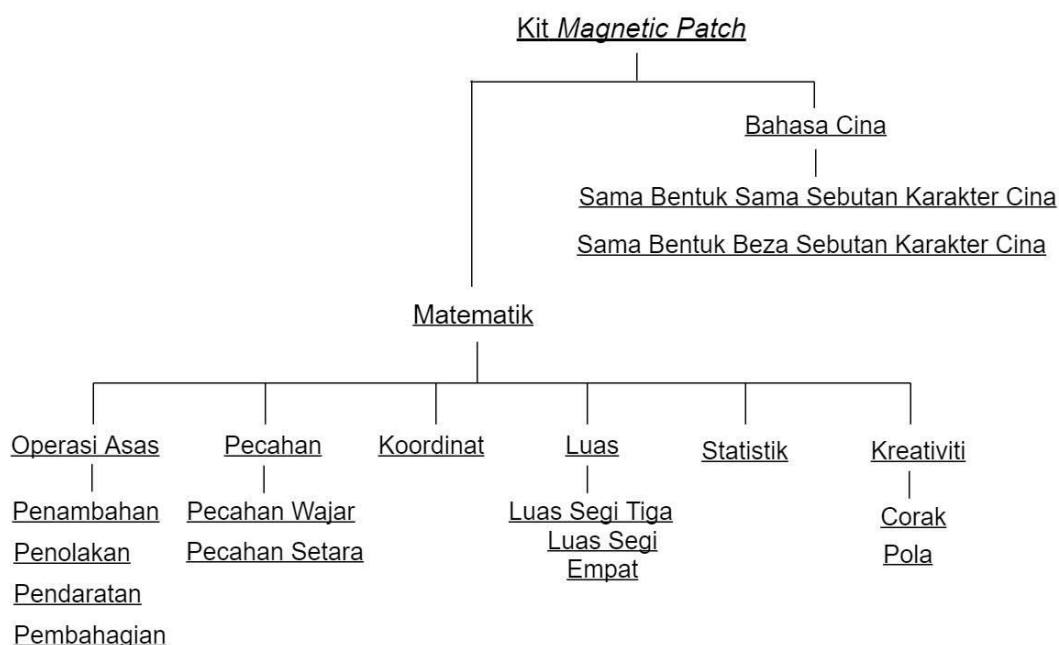 Kit Magnetic Patch
Bahasa Cina
Sama Bentuk Sama Sebutan Karakter Cina
Sama Bentuk Beza Sebutan Karakter Cina
Matematik
Operasi Asas
Penambahan
Penolakan
Pendaratan
Pembahagian
Pecahan
Pecahan Wajar
Pecahan Setara
Koordinat
Luas
Luas Segi Tiga
Luas Segi
Empat
Statistik
Kreativiti
Corak
Pola